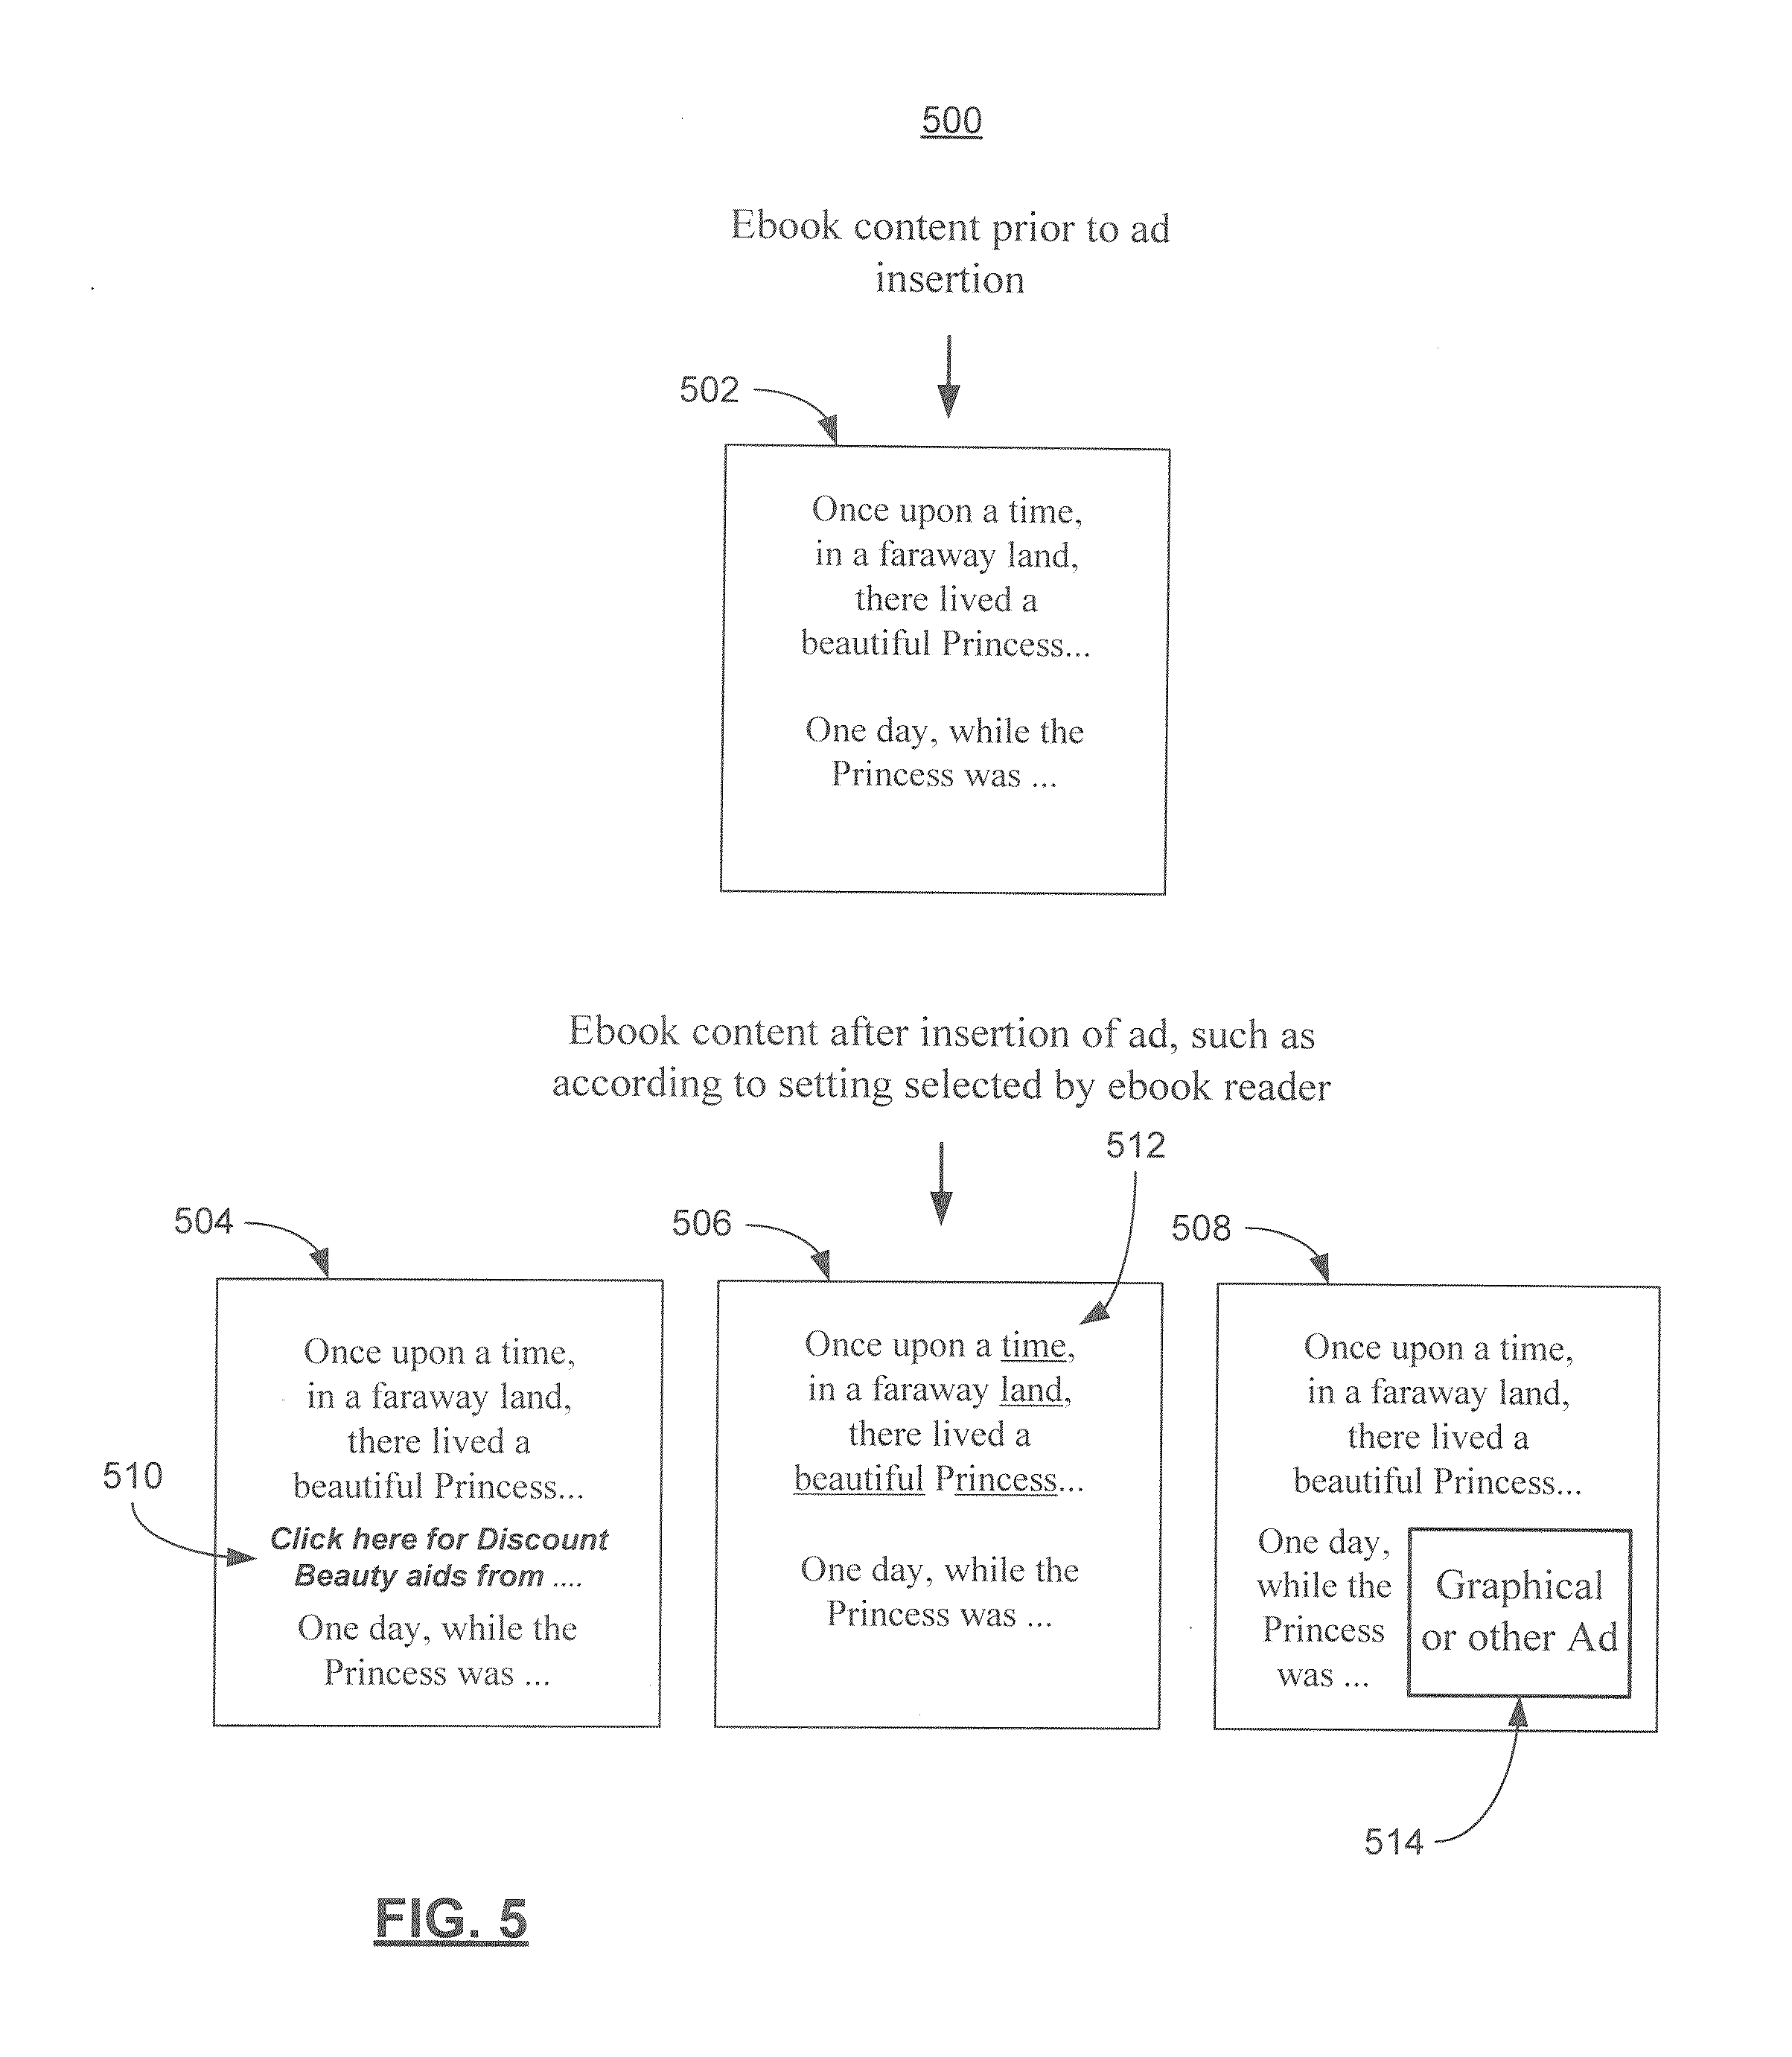 500
Ebook content prior to ad
insertion
502
Once upon a time,
in a faraway land,
there lived a
beautiful Princess...
One day, while the
Princess was ...
Ebook content after insertion of ad, such as
according to setting selected by ebook reader
512
504
506
508
Once upon a time,
in a faraway land,
there lived a
beautiful Princess...
510
Click here for Discount
Beauty aids from ....
One day, while the
Princess was ...
Once upon a time,
in a faraway land,
there lived a
beautiful Princess...
One day, while the
Princess was ...
Once upon a time,
in a faraway land,
there lived a
beautiful Princess...
One day,
while the
Princess
was ...
Graphical
or other Ad
514
FIG. 5